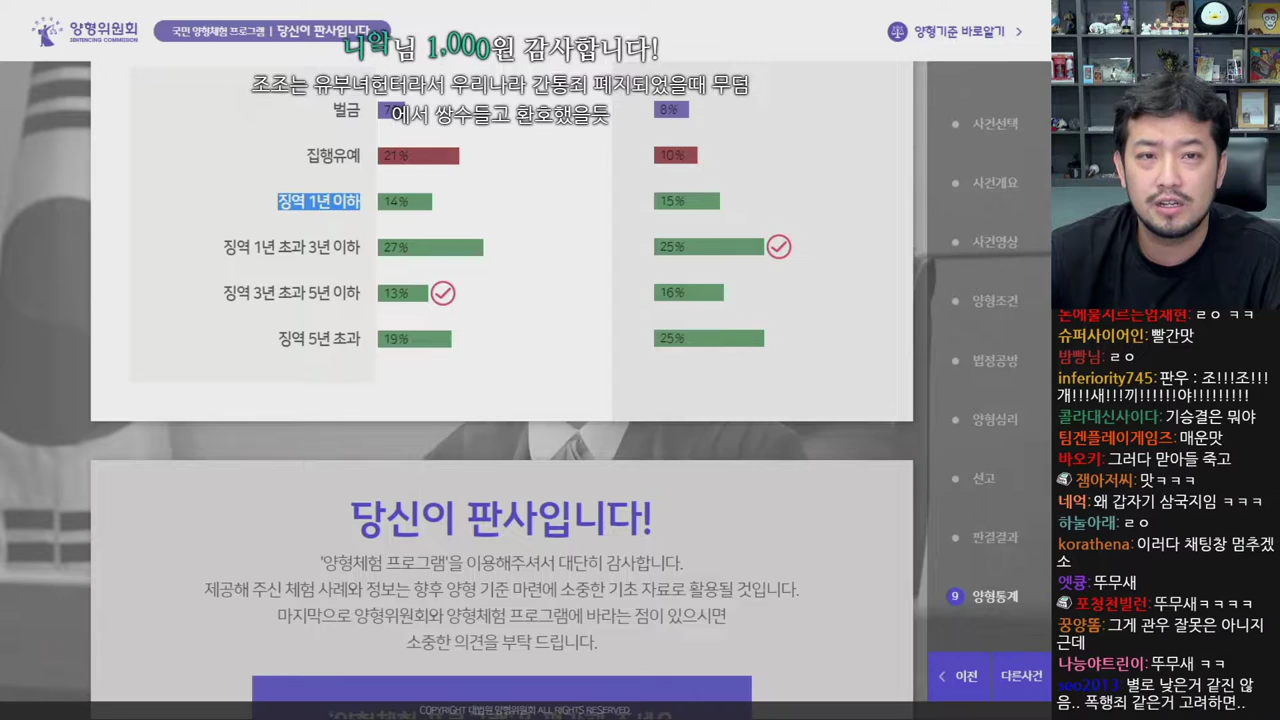 양형위원회
SENTENCING COMMISSION
국민 양형체험 프로그램 | 당신이 판사입니다
양형기준 바로알기
니악님 1,000원 감사합니다!
조조는 유부녀헌터라서 우리나라 간통죄 폐지되었을때 무덤
에서 쌍수들고 환호했을듯
벌금
8%
집행유예 21% 10%
징역 1년 이하 14% 15%
징역 1년 초과 3년 이하 27% 25%
징역 3년 초과 5년 이하 13% 16%
징역 5년 초과 19% 25%
당신이 판사입니다!
'양형체험 프로그램'을 이용해주셔서 대단히 감사합니다.
제공해 주신 체험 사례와 정보는 향후 양형 기준 마련에 소중한 기초 자료로 활용될 것입니다.
마지막으로 양형위원회와 양형체험 프로그램에 바라는 점이 있으시면
소중한 의견을 부탁 드립니다.
COPYRIGHT 대법원 양형위원회 ALL RIGHTS RESERVED.
사건선택
사건개요
사건영상
양형조건
법정공방
양형심리
선고
판결결과
9 양형통계
이전
다른사건
ㄹㅇ ㅋㅋ
슈퍼사이어인: 빨간맛
밤빵님: ㄹㅇ
inferiority745: 판우 : 조!!!조!!!
개!!!새!!!끼!!!!!!야!!!!!!!!!
콜라대신사이다: 기승결은 뭐야
팀겐플레이게임즈: 매운맛
바오키: 그러다 맏아들 죽고
잼아저씨: 맛ㅋㅋㅋ
네억: 왜 갑자기 삼국지임 ㅋㅋㅋ
하눌아래: ㄹㅇ
korathena: 이러다 채팅창 멈추겠
소
엣큥: 뚜무새
포청천빌런: 뚜무새ㅋㅋㅋㅋ
꿍양뚐: 그게 관우 잘못은 아니지
근데
나능야트린이: 뚜무새 ㅋㅋ
seo2013: 별로 낮은거 같진 않
음.. 폭행죄 같은거 고려하면..